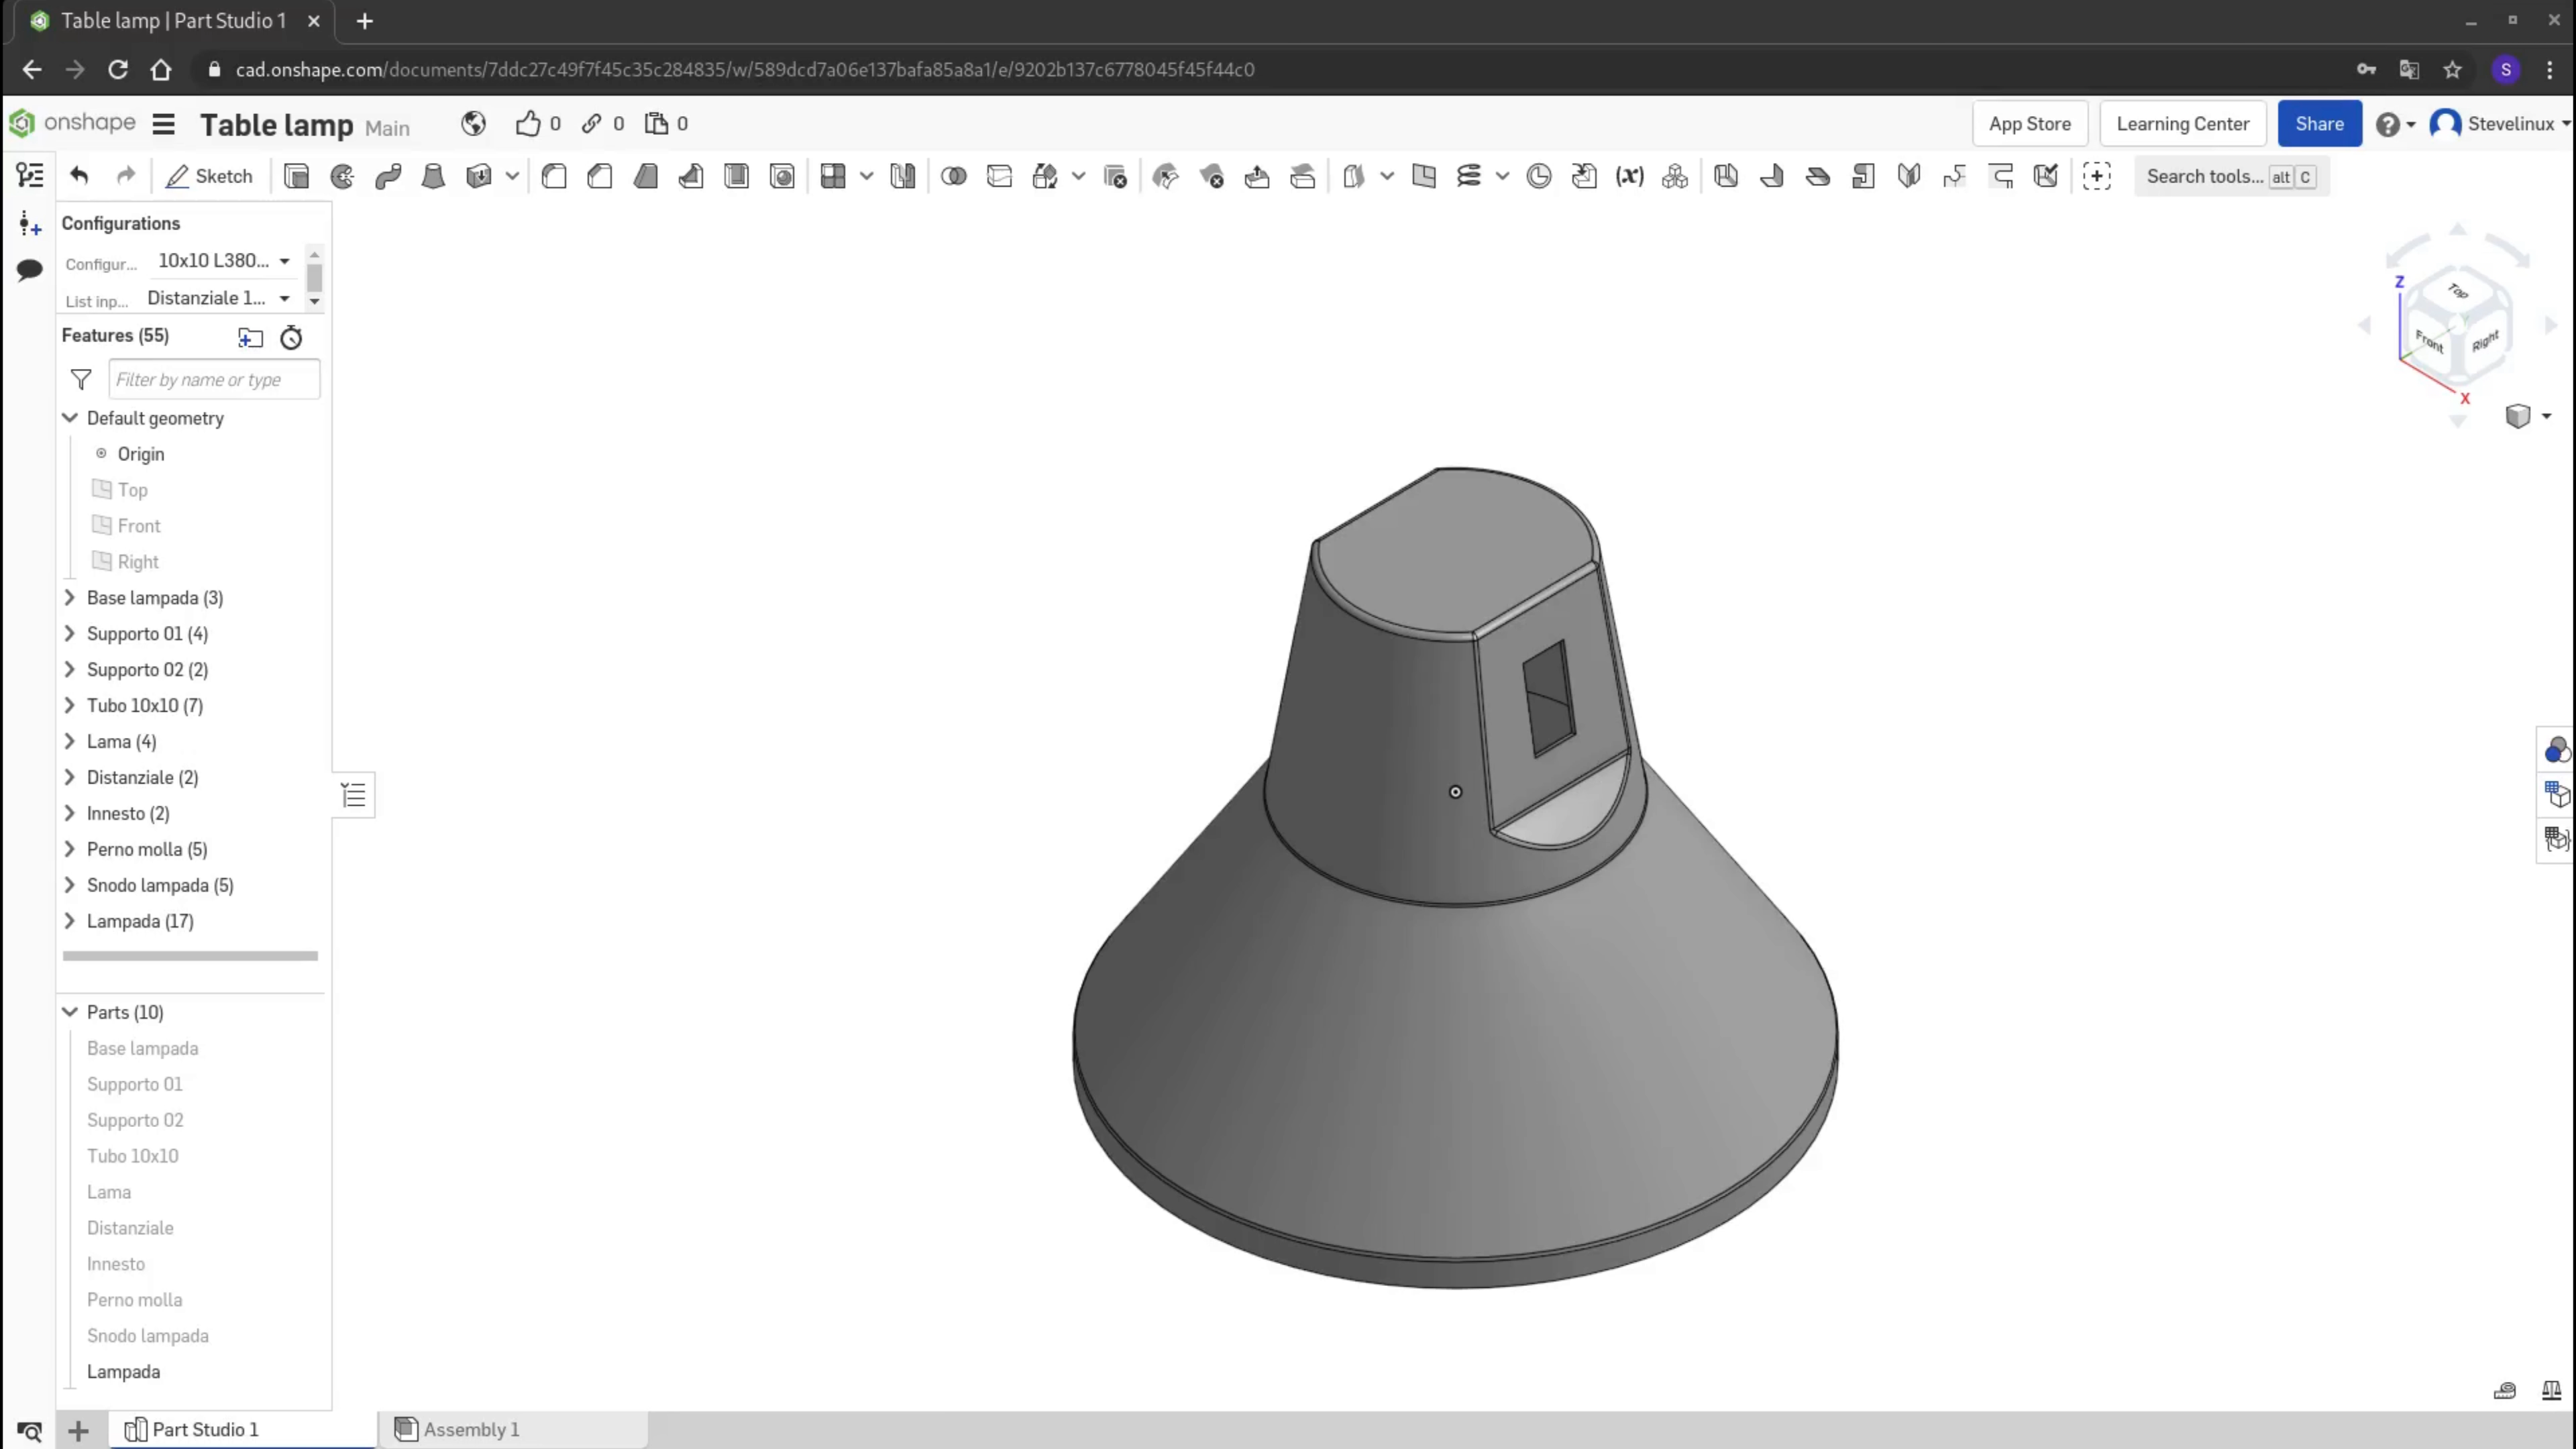 Table lamp | Part Studio 1
cad.onshape.com/documents/7ddc27c49f7f45c35c284835/w/589dcd7a06e137bafa85a8a1/e/9202b137c6778045f45f44c0
S
onshape Table lamp Main 0 0 0 App Store Learning Center Share Stevelinux
Sketch (x) Search tools... alt C
Configurations
Configur... 10x10 L380...
List inp... Distanziale 1...
Features (55)
Filter by name or type
Default geometry
Origin
Top
Front
Right
Base lampada (3)
Supporto 01 (4)
Supporto 02 (2)
Tubo 10x10 (7)
Lama (4)
Distanziale (2)
Innesto (2)
Perno molla (5)
Snodo lampada (5)
Lampada (17)
Parts (10)
Base lampada
Supporto 01
Supporto 02
Tubo 10x10
Lama
Distanziale
Innesto
Perno molla
Snodo lampada
Lampada
Z
Top
Front
Right
X
Part Studio 1
Assembly 1